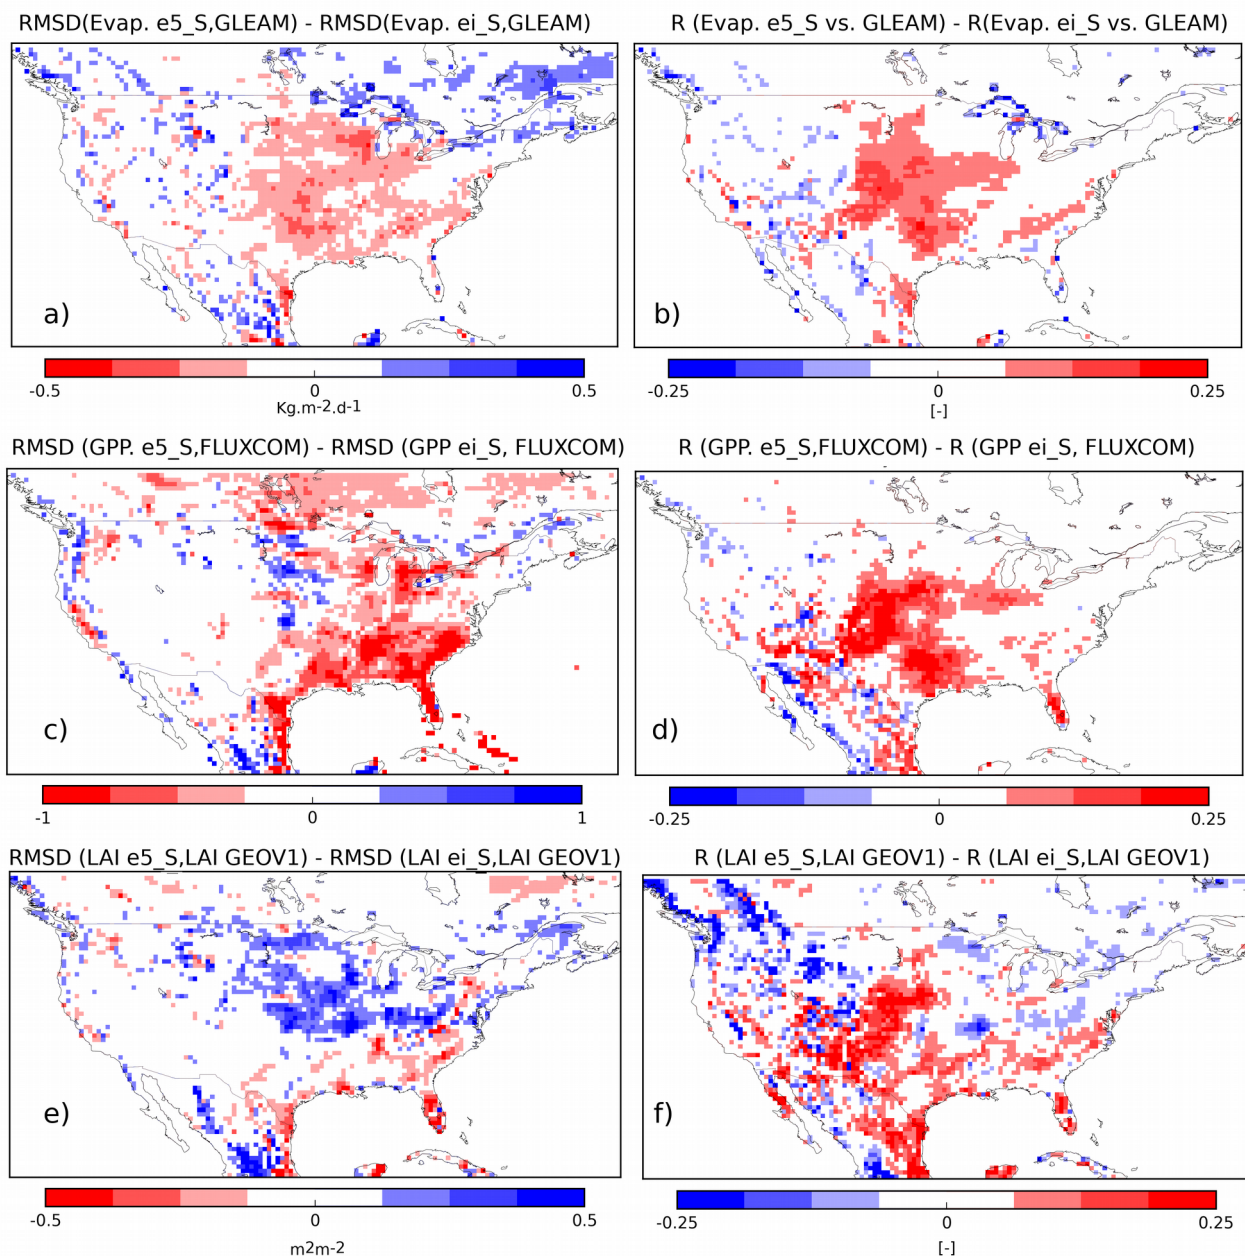 RMSD(Evap. e5_S,GLEAM) - RMSD(Evap. ei_S,GLEAM)
R (Evap. e5_S vs. GLEAM) - R(Evap. ei_S vs. GLEAM)
a)
b)
-0.5 0 0.5
Kg.m-2.d-1
-0.25 0 0.25
[-]
RMSD (GPP. e5_S,FLUXCOM) - RMSD (GPP ei_S, FLUXCOM)
R (GPP. e5_S,FLUXCOM) - R (GPP ei_S, FLUXCOM)
c)
d)
-1 0 1
-0.25 0 0.25
RMSD (LAI e5_S,LAI GEOV1) - RMSD (LAI ei_S,LAI GEOV1)
R (LAI e5_S,LAI GEOV1) - R (LAI ei_S,LAI GEOV1)
e)
f)
-0.5 0 0.5
m2m-2
-0.25 0 0.25
[-]